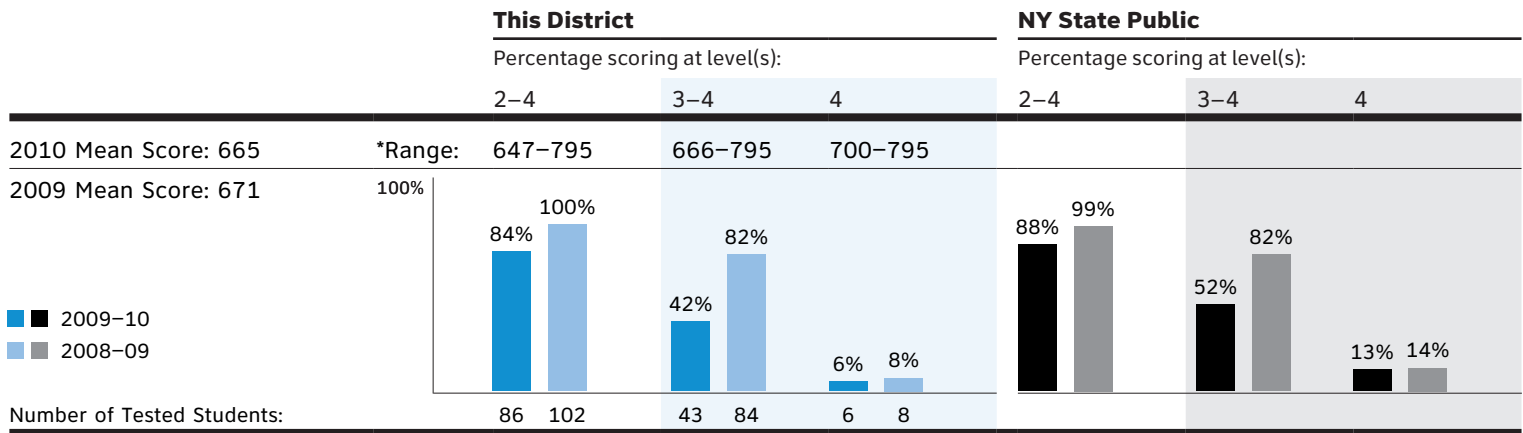 This District NY State Public
Percentage scoring at level(s): Percentage scoring at level(s):
2–4 3–4 4 2–4 3–4 4
2010 Mean Score: 665 *Range: 647–795 666–795 700–795
2009 Mean Score: 671 100%
84% 100% 42% 82% 6% 8% 88% 99% 52% 82% 13% 14%
2009–10
2008–09
Number of Tested Students: 86 102 43 84 6 8